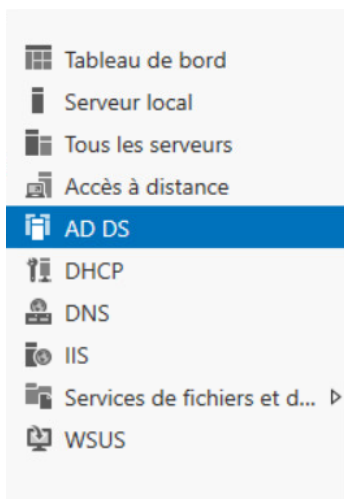 Tableau de bord
Serveur local
Tous les serveurs
Accès à distance
AD DS
DHCP
DNS
IIS
Services de fichiers et d...
WSUS